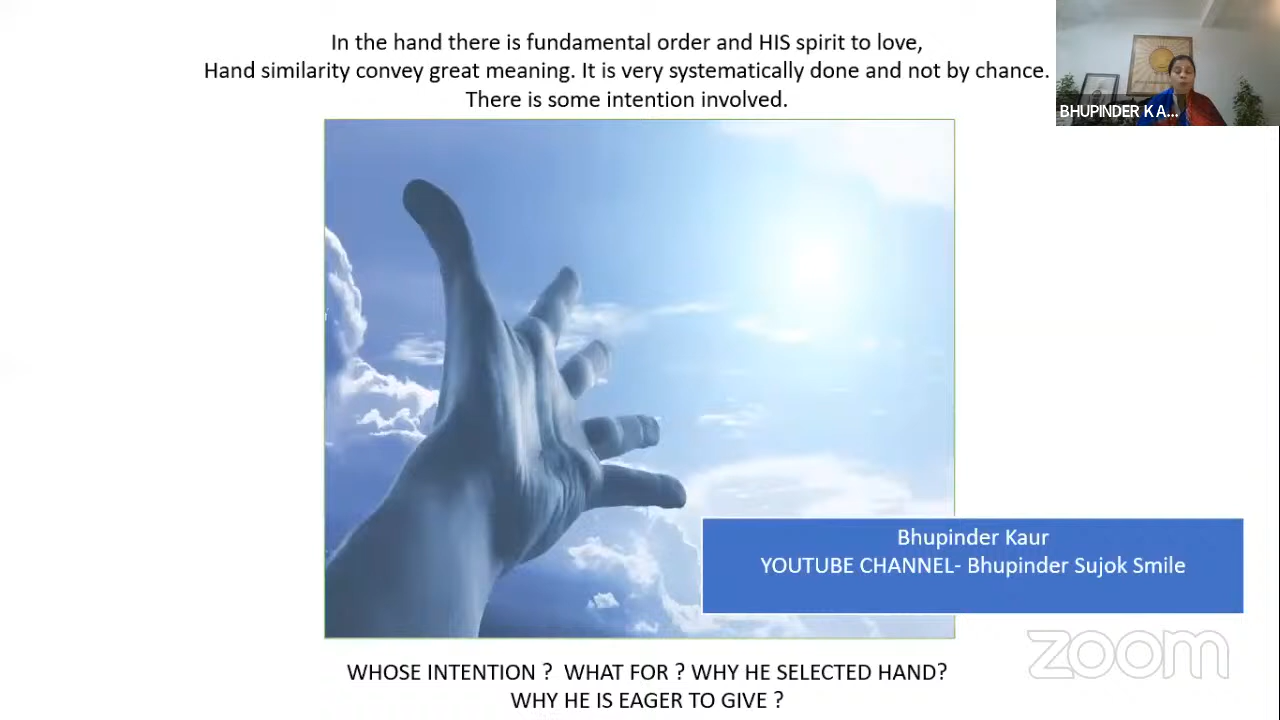 In the hand there is fundamental order and HIS spirit to love,
Hand similarity convey great meaning. It is very systematically done and not by chance.
There is some intention involved.
BHUPINDER K A...
Bhupinder Kaur
YOUTUBE CHANNEL- Bhupinder Sujok Smile
zoom
WHOSE INTENTION ? WHAT FOR ? WHY HE SELECTED HAND?
WHY HE IS EAGER TO GIVE ?